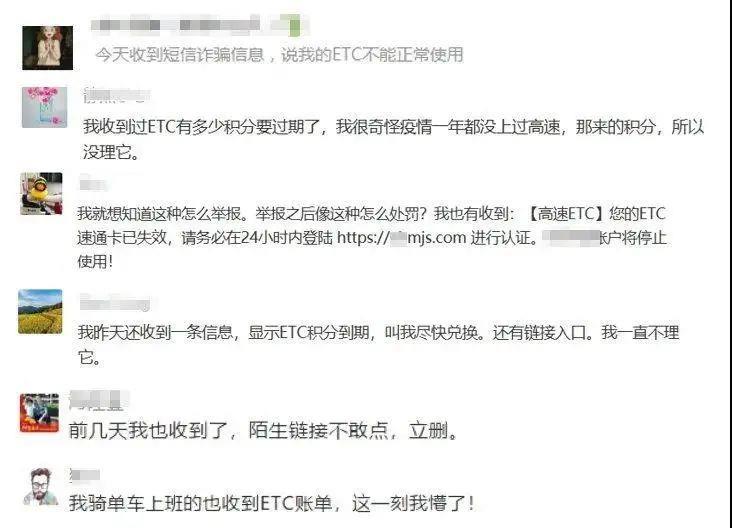 今天收到短信诈骗信息，说我的ETC不能正常使用
我收到过ETC有多少积分要过期了，我很奇怪疫情一年都没上过高速，那来的积分，所以
没理它。
我就想知道这种怎么举报。举报之后像这种怎么处罚？我也有收到：【高速ETC】您的ETC
速通卡已失效，请务必在24小时内登陆 https:// mjs.com 进行认证。 账户将停止
使用！
我昨天还收到一条信息，显示ETC积分到期，叫我尽快兑换。还有链接入口。我一直不理
它。
前几天我也收到了，陌生链接不敢点，立删。
我骑单车上班的也收到ETC账单，这一刻我懂了！